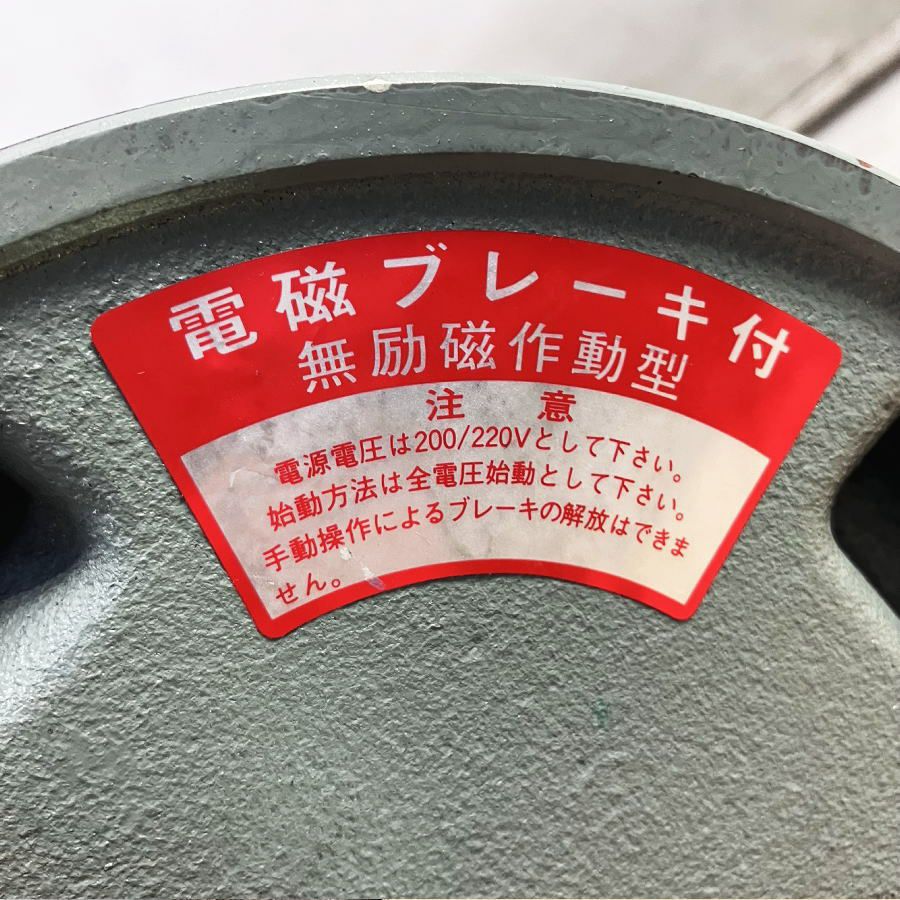 電磁ブレーキ付
無励磁作動型
注 意
電源電圧は200/220Vとして下さい。
始動方法は全電圧始動として下さい。
手動操作によるブレーキの解放はできま
せん。